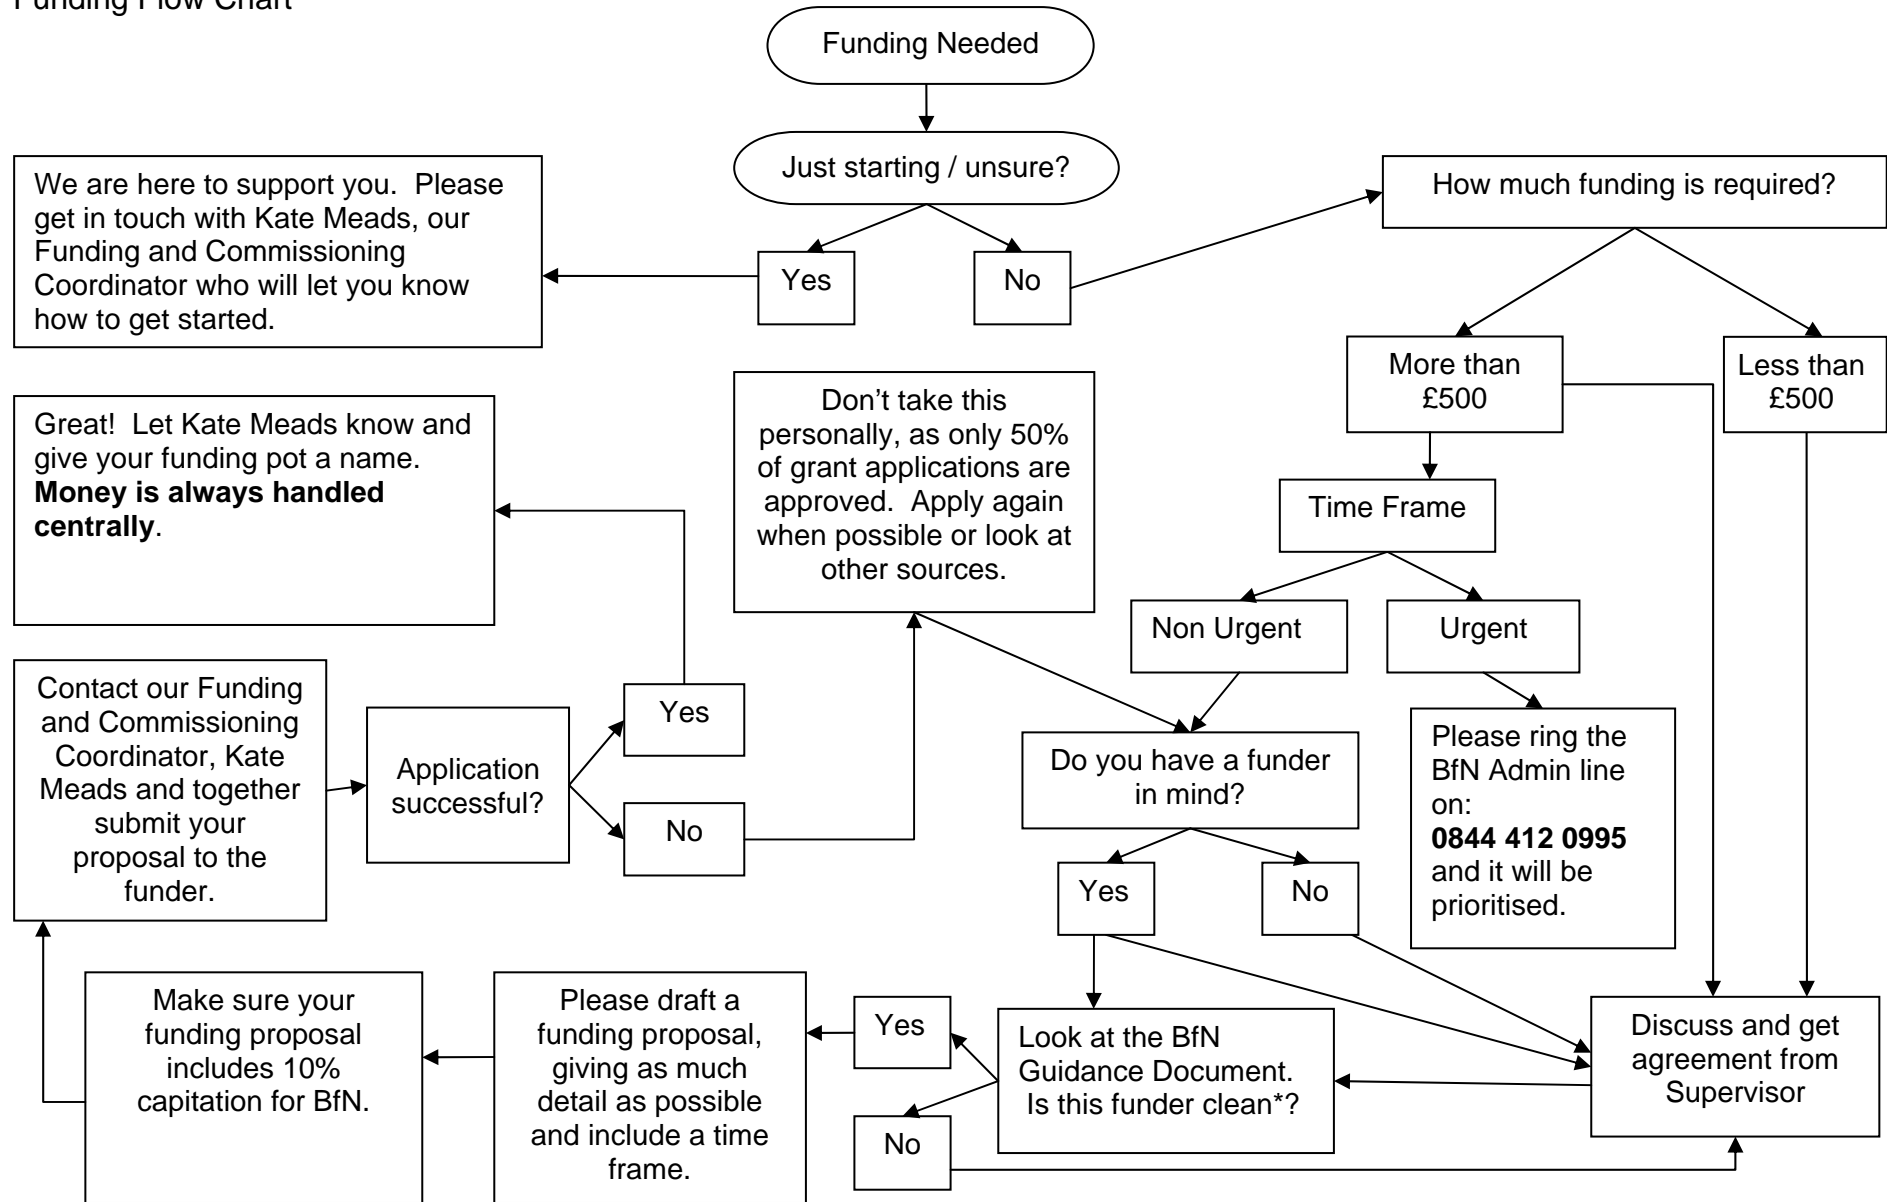 Funding Flow Chart
Funding Needed
Just starting / unsure?
Yes
No
We are here to support you.  Please
get in touch with Kate Meads, our
Funding and Commissioning
Coordinator who will let you know
how to get started.
How much funding is required?
More than
£500
Less than
£500
Time Frame
Non Urgent
Urgent
Please ring the
BfN Admin line
on:
0844 412 0995
and it will be
prioritised.
Great!  Let Kate Meads know and
give your funding pot a name.
Money is always handled
centrally.
Don't take this
personally, as only 50%
of grant applications are
approved.  Apply again
when possible or look at
other sources.
Contact our Funding
and Commissioning
Coordinator, Kate
Meads and together
submit your
proposal to the
funder.
Application
successful?
Yes
No
Do you have a funder
in mind?
Yes
No
Make sure your
funding proposal
includes 10%
capitation for BfN.
Please draft a
funding proposal,
giving as much
detail as possible
and include a time
frame.
Yes
No
Look at the BfN
Guidance Document.
Is this funder clean*?
Discuss and get
agreement from
Supervisor